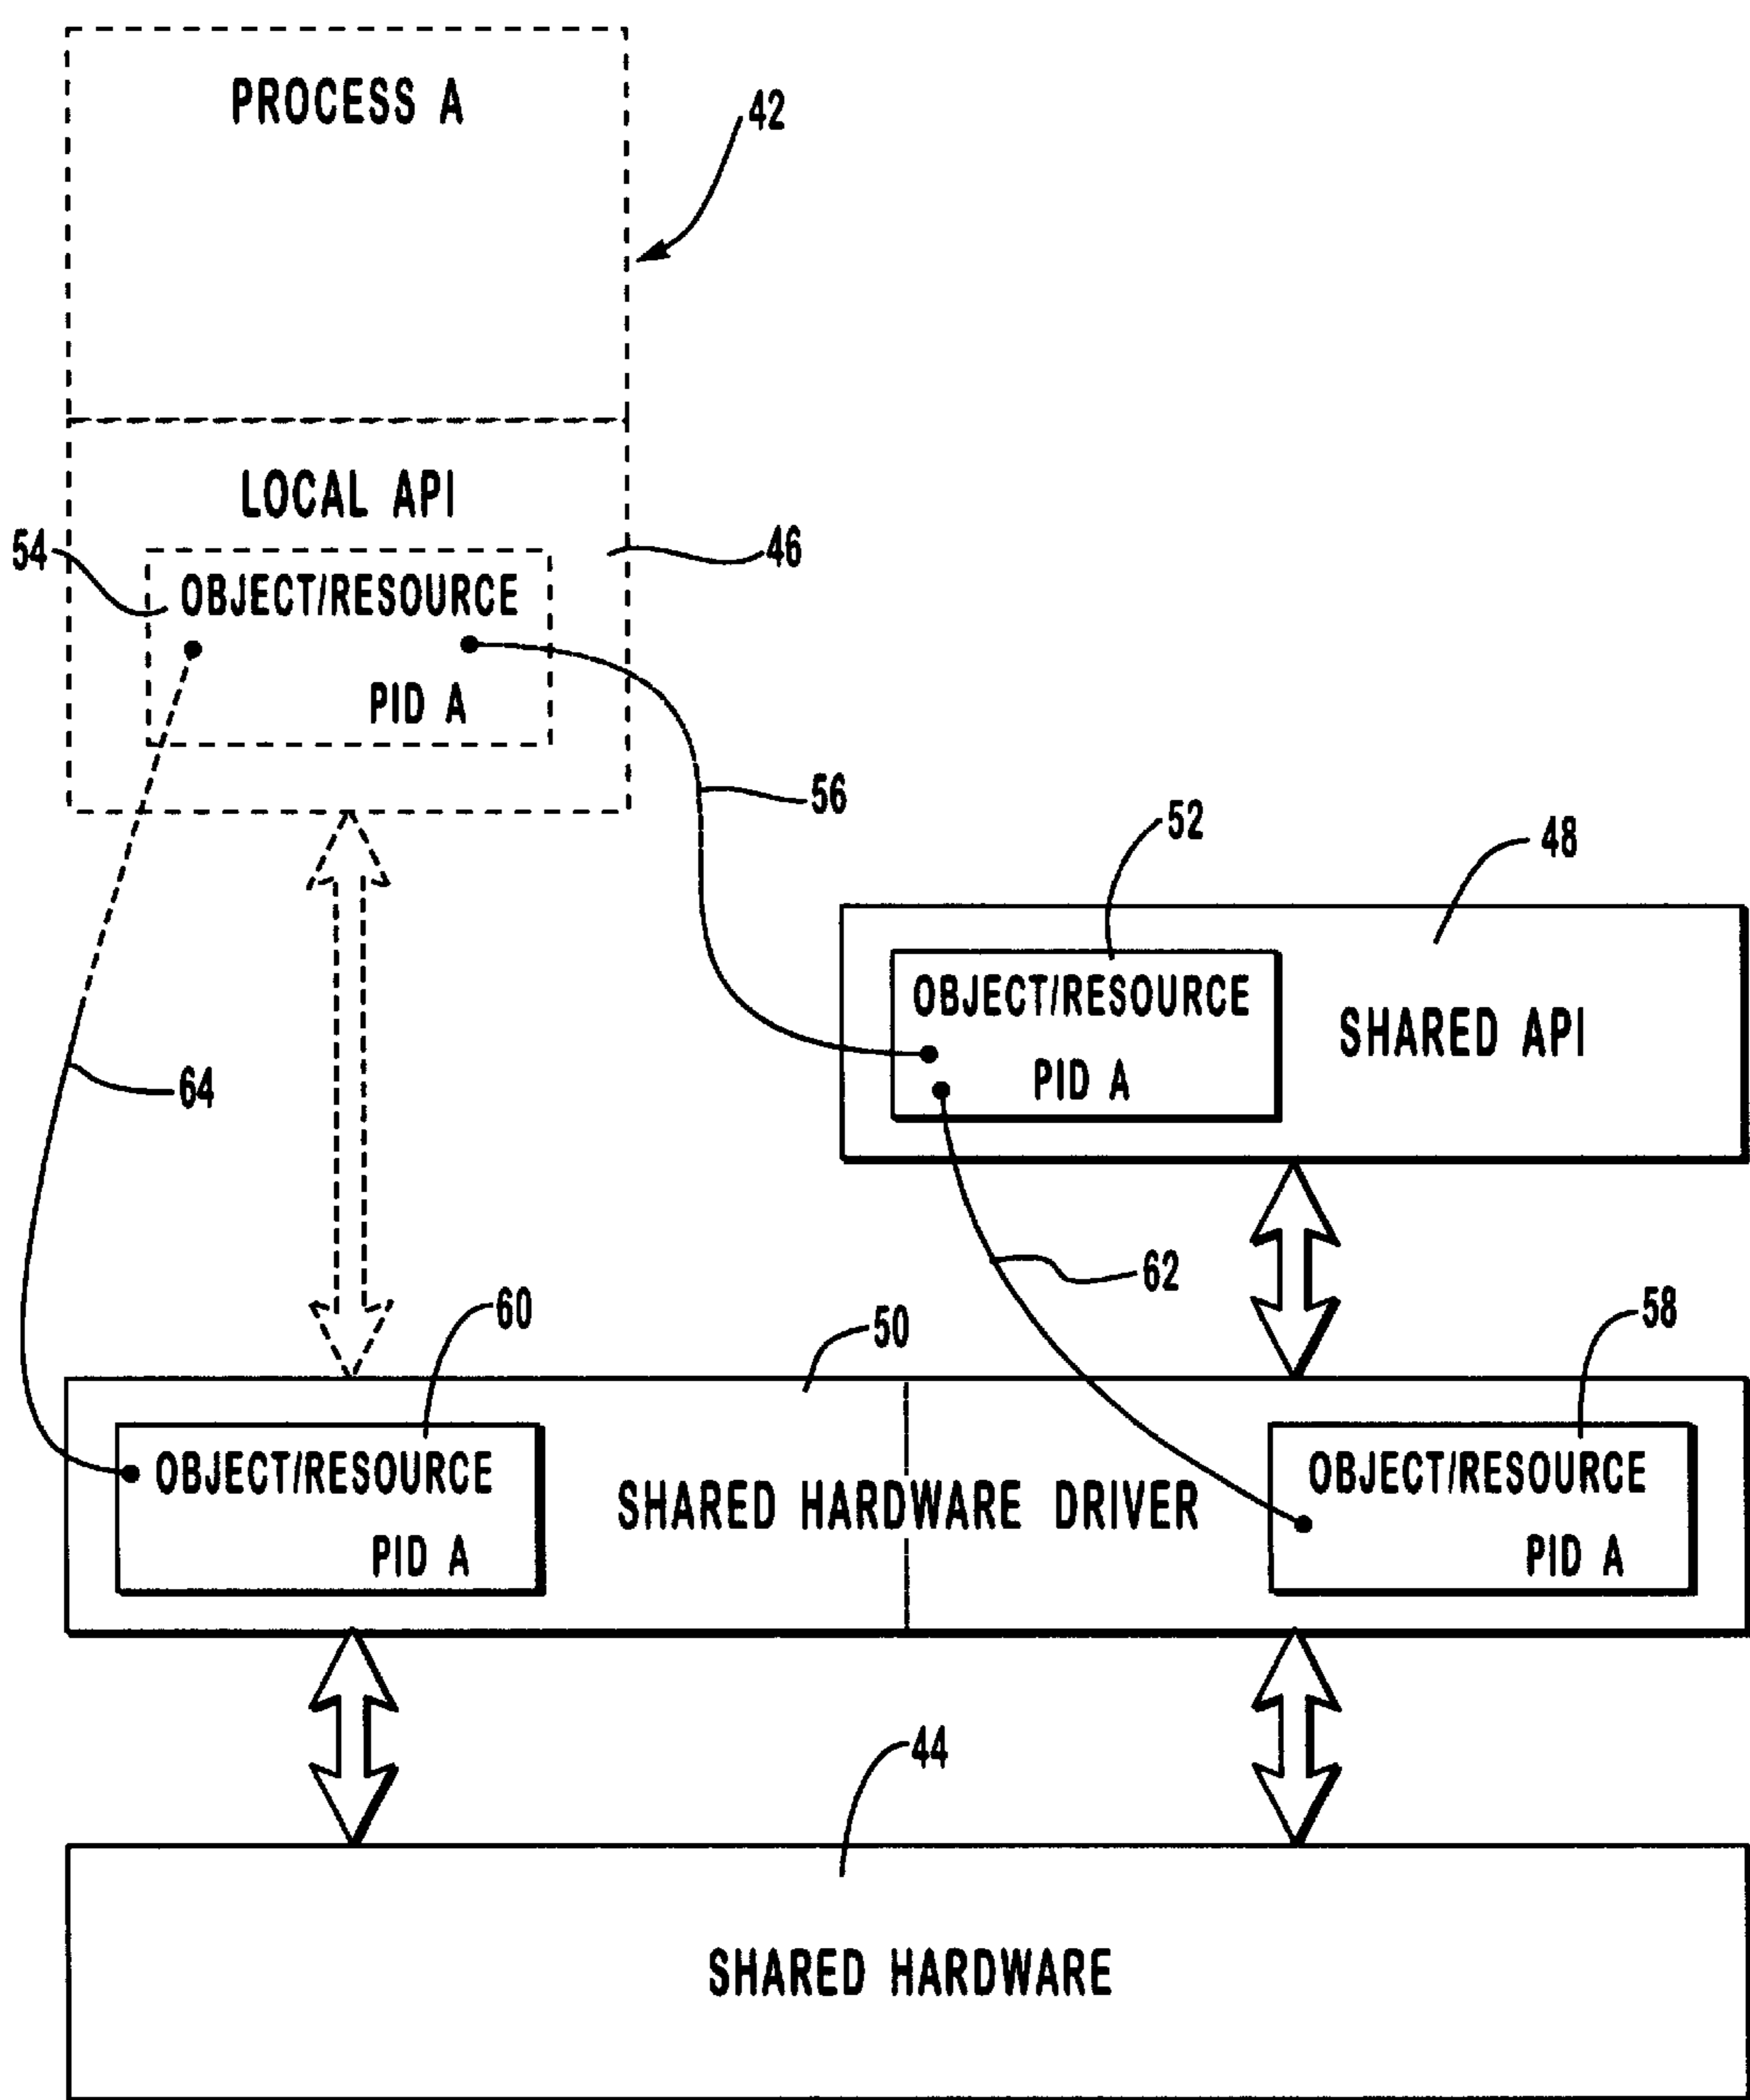 PROCESS A
42
LOCAL API
54
46
OBJECT/RESOURCE
PID A
56
52
48
OBJECT/RESOURCE
SHARED API
PID A
64
62
60
50
58
OBJECT/RESOURCE
SHARED HARDWARE DRIVER
OBJECT/RESOURCE
PID A
PID A
44
SHARED HARDWARE